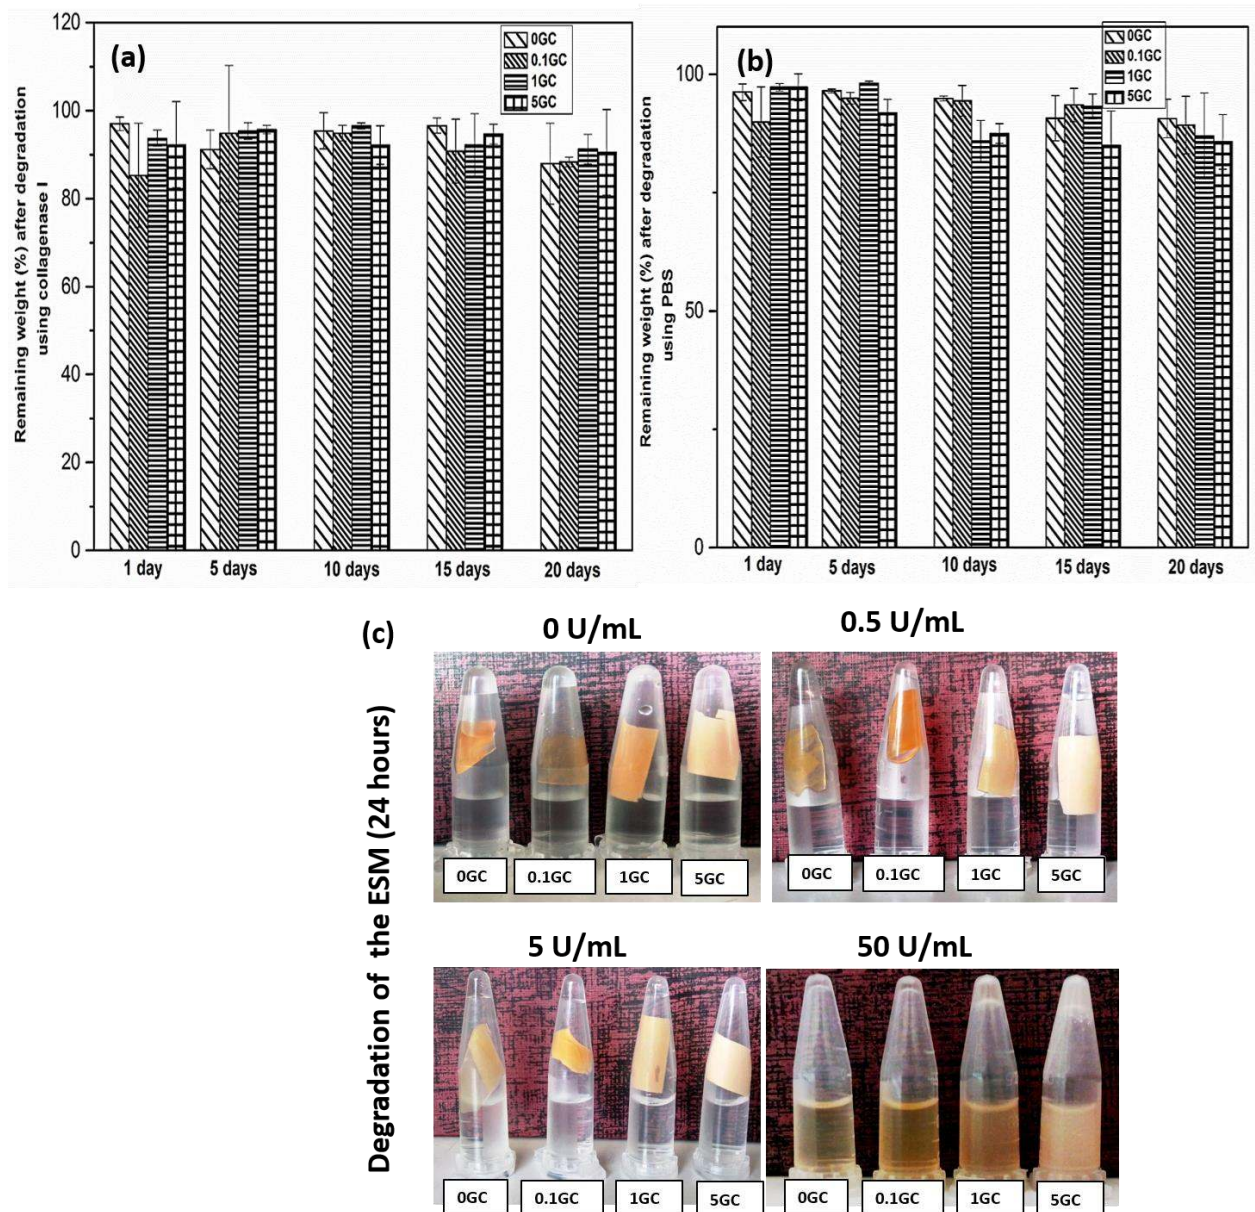 (a)
0GC
0.1GC
1GC
5GC
120
100
80
60
40
20
0
Remaining weight (%) after degradation
using collagenase I
1 day
5 days
10 days
15 days
20 days
(b)
0GC
0.1GC
1GC
5GC
100
50
0
Remaining weight (%) after degradation
using PBS
1 day
5 days
10 days
15 days
20 days
(c)
Degradation of the ESM (24 hours)
0 U/mL
0GC
0.1GC
1GC
5GC
0.5 U/mL
0GC
0.1GC
1GC
5GC
5 U/mL
0GC
0.1GC
1GC
5GC
50 U/mL
0GC
0.1GC
1GC
5GC